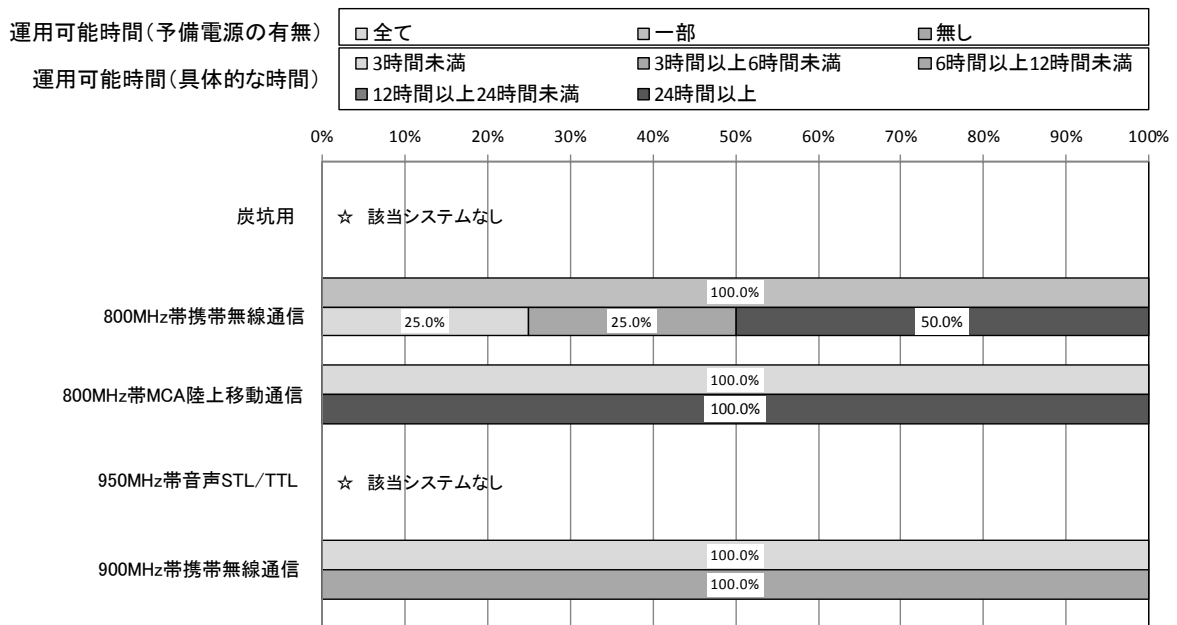 運用可能時間(予備電源の有無) □全て □一部 ■無し
運用可能時間(具体的な時間) □3時間未満 ■3時間以上6時間未満 ■6時間以上12時間未満
■12時間以上24時間未満 ■24時間以上
0% 10% 20% 30% 40% 50% 60% 70% 80% 90% 100%
炭坑用 ☆ 該当システムなし
100.0%
800MHz帯携帯無線通信 25.0% 25.0% 50.0%
100.0%
800MHz帯MCA陸上移動通信
100.0%
950MHz帯音声STL/TTL ☆ 該当システムなし
100.0%
900MHz帯携帯無線通信
100.0%